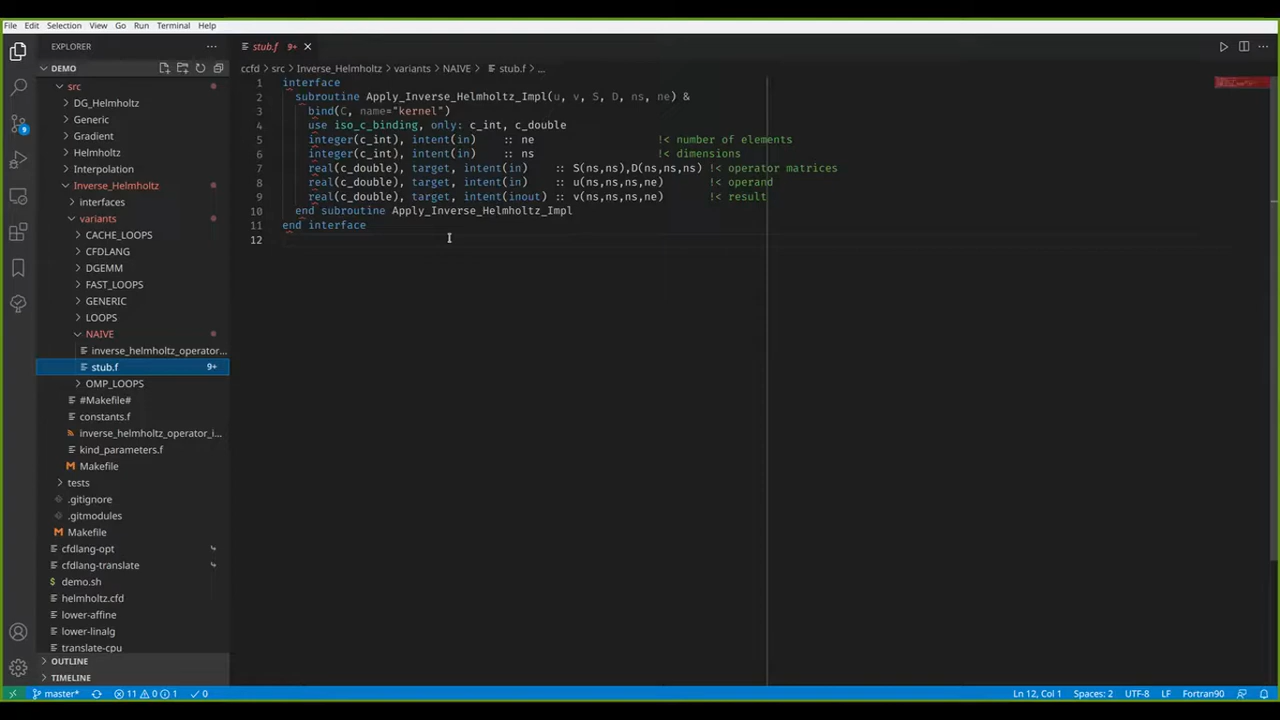 File Edit Selection View Go Run Terminal Help
EXPLORER
DEMO
src
DG_Helmholtz
Generic
Gradient
Helmholtz
Interpolation
Inverse_Helmholtz
interfaces
variants
CACHE_LOOPS
CFDLANG
DGEMM
FAST_LOOPS
GENERIC
LOOPS
NAIVE
inverse_helmholtz_operator...
stub.f 9+
OMP_LOOPS
#Makefile#
constants.f
inverse_helmholtz_operator_i...
kind_parameters.f
Makefile
tests
.gitignore
.gitmodules
Makefile
cfdlang-opt
cfdlang-translate
demo.sh
helmholtz.cfd
lower-affine
lower-linalg
translate-cpu
OUTLINE
TIMELINE
9
stub.f 9+
ccfd > src > Inverse_Helmholtz > variants > NAIVE > stub.f > ...
1 interface
2 subroutine Apply_Inverse_Helmholtz_Impl(u, v, S, D, ns, ne) &
3 bind(C, name="kernel")
4 use iso_c_binding, only: c_int, c_double
5 integer(c_int), intent(in) :: ne !< number of elements
6 integer(c_int), intent(in) :: ns !< dimensions
7 real(c_double), target, intent(in) :: S(ns,ns),D(ns,ns,ns) !< operator matrices
8 real(c_double), target, intent(in) :: u(ns,ns,ns,ne) !< operand
9 real(c_double), target, intent(inout) :: v(ns,ns,ns,ne) !< result
10 end subroutine Apply_Inverse_Helmholtz_Impl
11 end interface
12
master* 11 0 1 0 Ln 12, Col 1 Spaces: 2 UTF-8 LF Fortran90